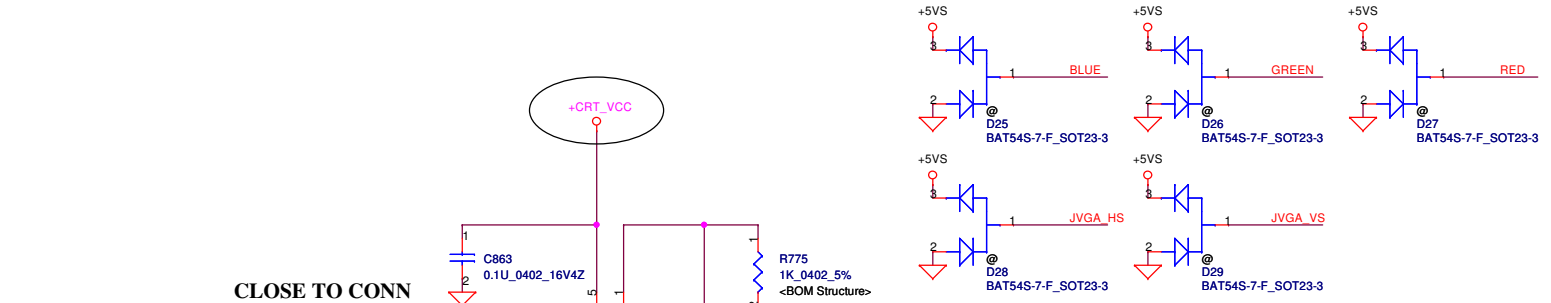 +5VS
+5VS
+5VS
3
3
3
1
BLUE
1
GREEN
1
RED
2
2
2
@
@
@
D25
D26
D27
BAT54S-7-F_SOT23-3
BAT54S-7-F_SOT23-3
BAT54S-7-F_SOT23-3
+CRT_VCC
+5VS
+5VS
3
3
1
JVGA_HS
1
JVGA_VS
2
2
@
@
D28
D29
BAT54S-7-F_SOT23-3
BAT54S-7-F_SOT23-3
1
C863
0.1U_0402_16V4Z
2
1
R775
1K_0402_5%
<BOM Structure>
5
1
CLOSE TO CONN